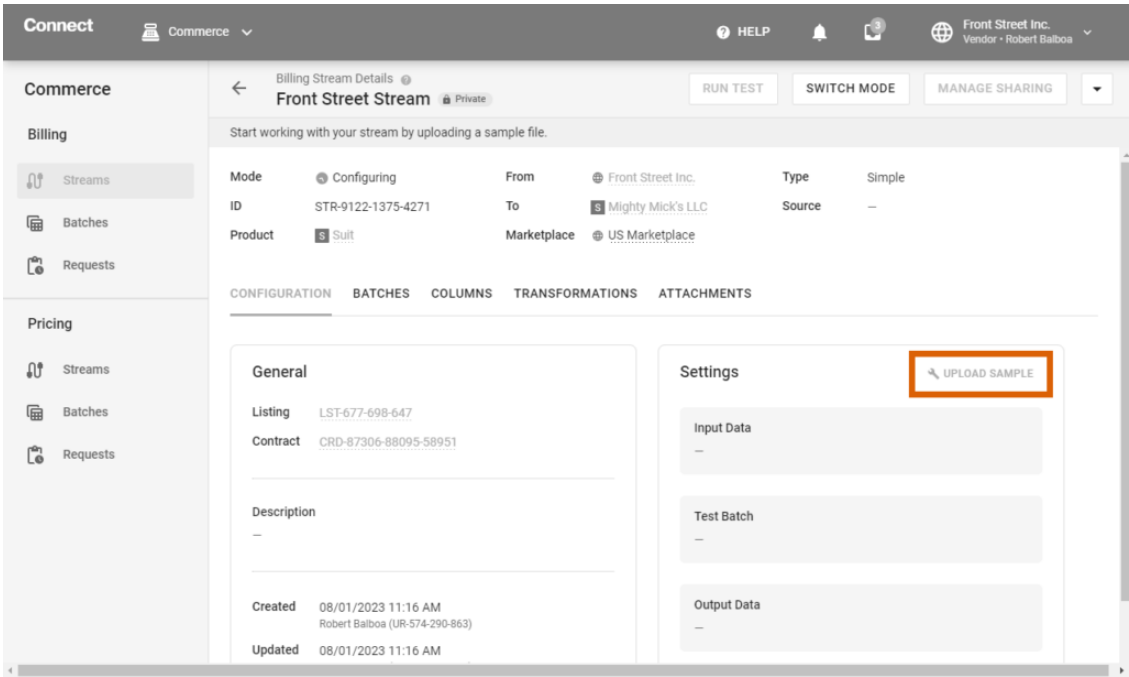 Connect
Commerce
HELP
3
Front Street Inc.
Vendor • Robert Balboa
Commerce
Billing
Streams
Batches
Requests
Pricing
Streams
Batches
Requests
Billing Stream Details
Front Street Stream Private
RUN TEST SWITCH MODE MANAGE SHARING
Start working with your stream by uploading a sample file.
Mode Configuring From Front Street Inc. Type Simple
ID STR-9122-1375-4271 To S Mighty Mick's LLC Source —
Product S Suit Marketplace US Marketplace
CONFIGURATION BATCHES COLUMNS TRANSFORMATIONS ATTACHMENTS
General
Listing LST-677-698-647
Contract CRD-87306-88095-58951
Description
—
Created 08/01/2023 11:16 AM
Robert Balboa (UR-574-290-863)
Updated 08/01/2023 11:16 AM
Settings
UPLOAD SAMPLE
Input Data
—
Test Batch
—
Output Data
—